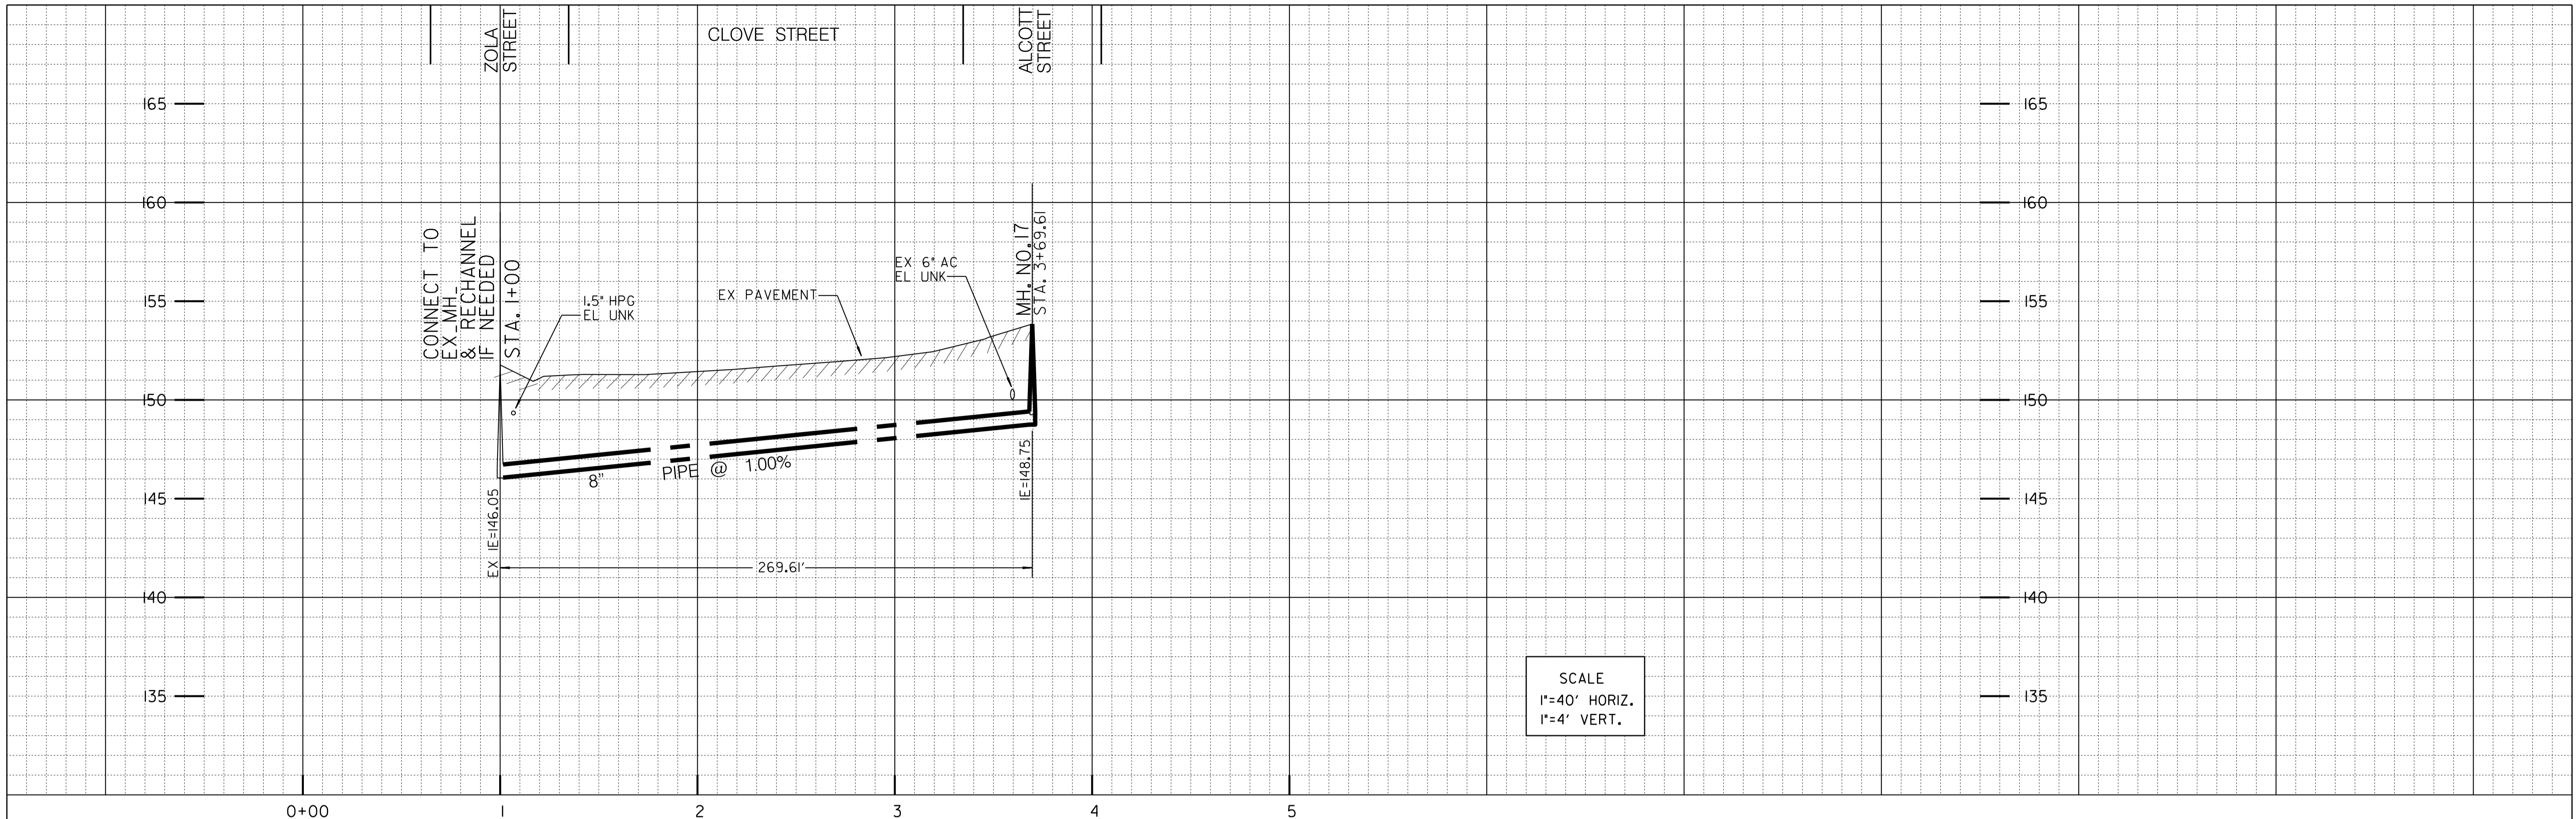 ZOLA
STREET
CLOVE STREET
ALCOTT
STREET
165
165
160
160
CONNECT TO
EX_MH_
& RECHANNEL
IF NEEDED
STA. 1+00
MH. NO.17
STA. 3+69.61
EX 6" AC
EL UNK
1.5" HPG
EL UNK
EX PAVEMENT
155
155
150
150
8" PIPE @ 1.00%
IE=148.75
145
145
EX IE=146.05
269.61'
140
140
SCALE
1"=40' HORIZ.
1"=4' VERT.
135
135
0+00
1
2
3
4
5